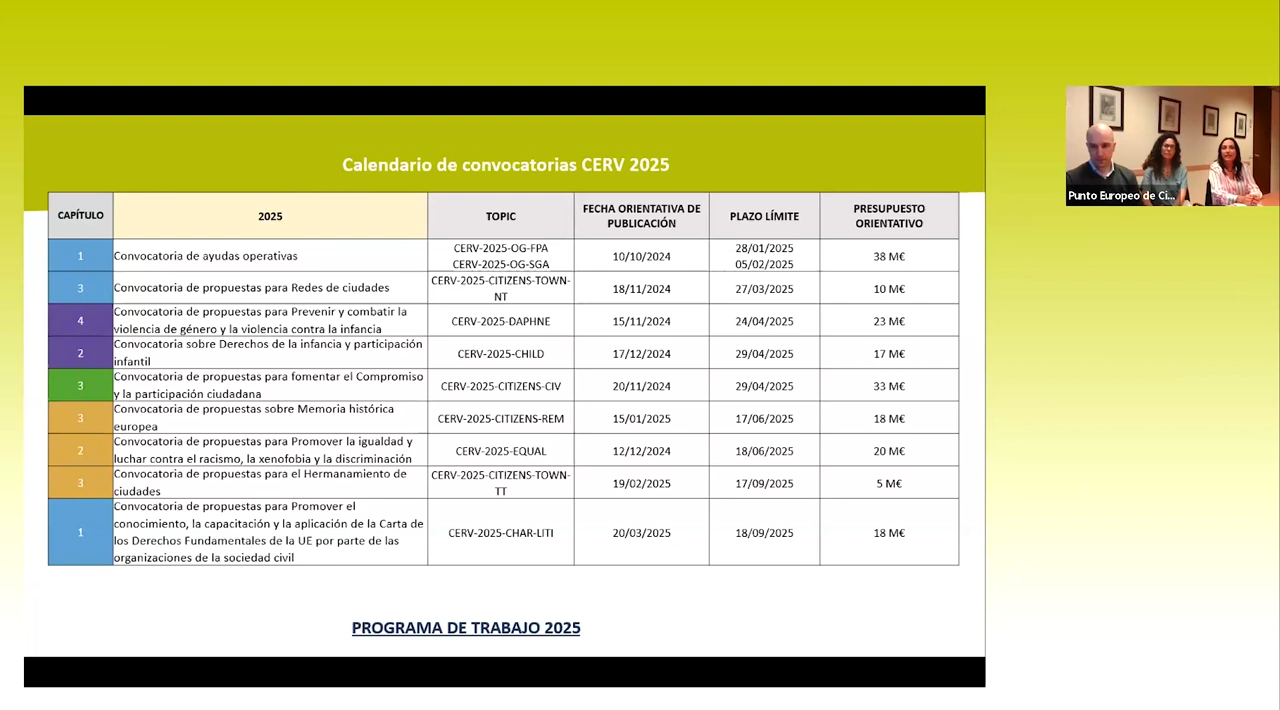 Calendario de convocatorias CERV 2025
CAPÍTULO
2025
TOPIC
FECHA ORIENTATIVA DE
PUBLICACIÓN
PLAZO LÍMITE
PRESUPUESTO
ORIENTATIVO
1
Convocatoria de ayudas operativas
CERV-2025-OG-FPA
CERV-2025-OG-SGA
10/10/2024
28/01/2025
05/02/2025
38 M€
3
Convocatoria de propuestas para Redes de ciudades
CERV-2025-CITIZENS-TOWN-
NT
18/11/2024
27/03/2025
10 M€
4
Convocatoria de propuestas para Prevenir y combatir la
violencia de género y la violencia contra la infancia
CERV-2025-DAPHNE
15/11/2024
24/04/2025
23 M€
2
Convocatoria sobre Derechos de la infancia y participación
infantil
CERV-2025-CHILD
17/12/2024
29/04/2025
17 M€
3
Convocatoria de propuestas para fomentar el Compromiso
y la participación ciudadana
CERV-2025-CITIZENS-CIV
20/11/2024
29/04/2025
33 M€
3
Convocatoria de propuestas sobre Memoria histórica
europea
CERV-2025-CITIZENS-REM
15/01/2025
17/06/2025
18 M€
2
Convocatoria de propuestas para Promover la igualdad y
luchar contra el racismo, la xenofobia y la discriminación
CERV-2025-EQUAL
12/12/2024
18/06/2025
20 M€
3
Convocatoria de propuestas para el Hermanamiento de
ciudades
CERV-2025-CITIZENS-TOWN-
TT
19/02/2025
17/09/2025
5 M€
1
Convocatoria de propuestas para Promover el
conocimiento, la capacitación y la aplicación de la Carta de
los Derechos Fundamentales de la UE por parte de las
organizaciones de la sociedad civil
CERV-2025-CHAR-LITI
20/03/2025
18/09/2025
18 M€
PROGRAMA DE TRABAJO 2025
Punto Europeo de Ci...